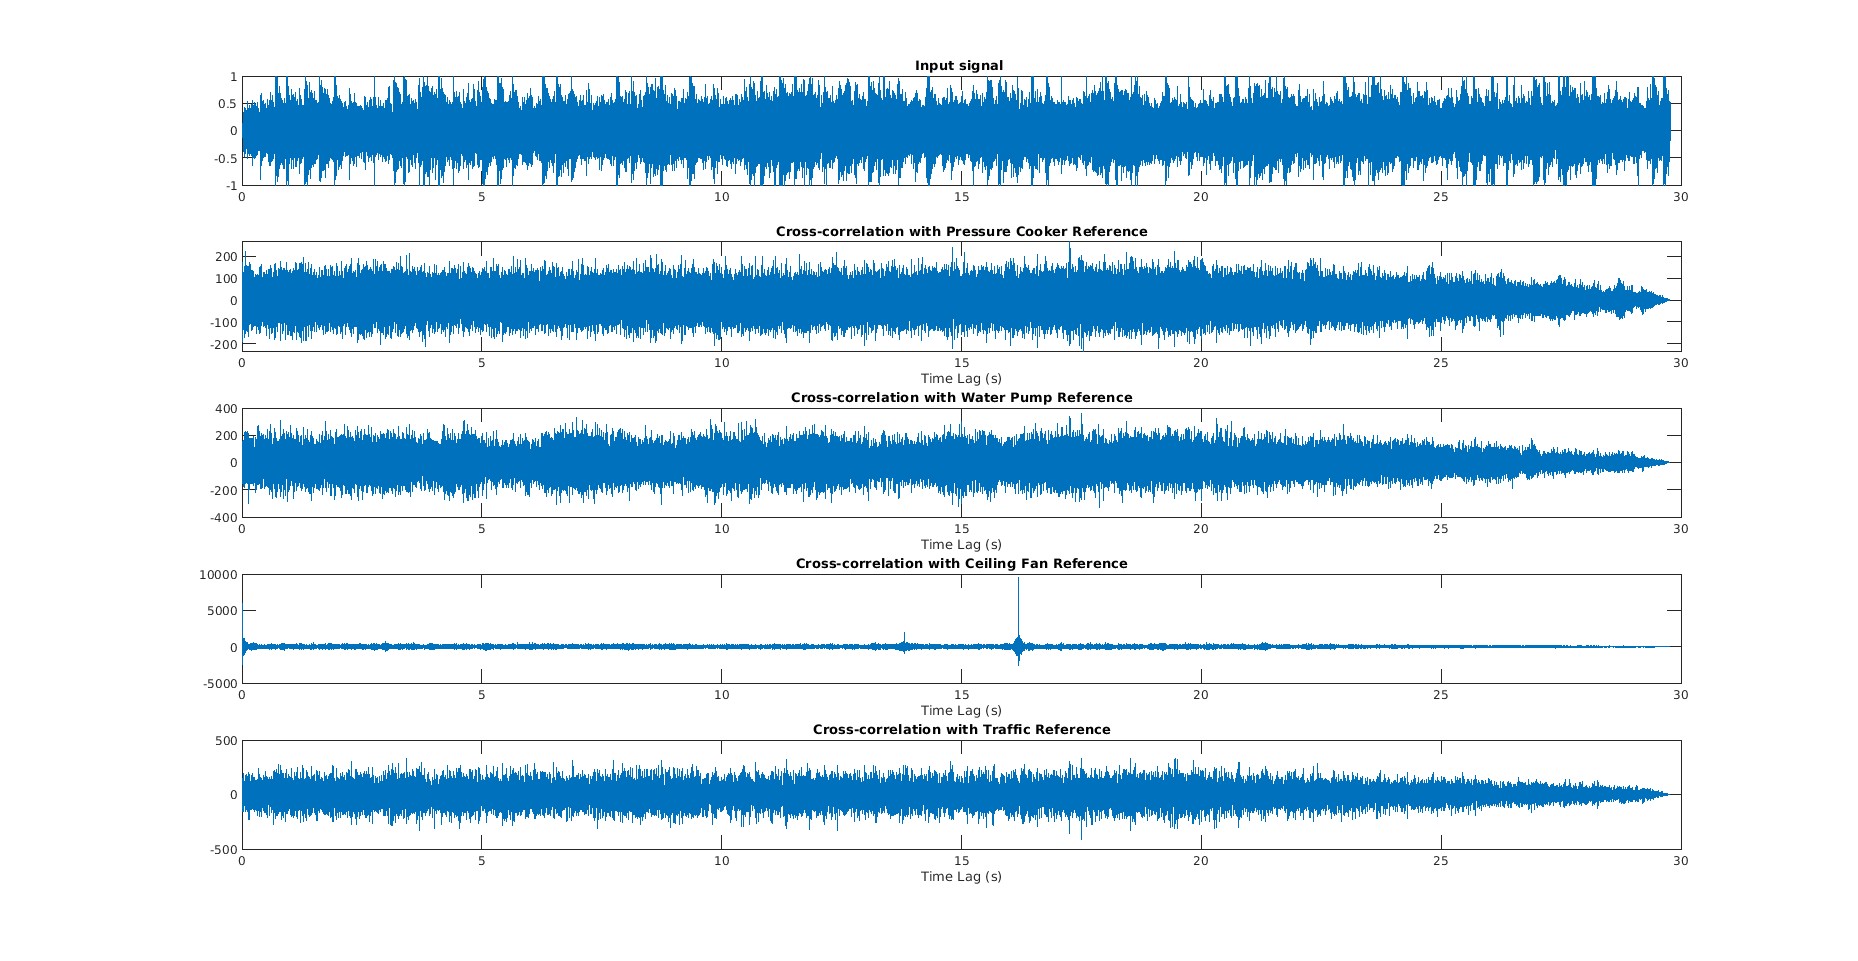 Input signal
1
0.5
0
-0.5
-1
0 5 10 15 20 25 30
Cross-correlation with Pressure Cooker Reference
200
100
0
-100
-200
0 5 10 15 20 25 30
Time Lag (s)
Cross-correlation with Water Pump Reference
400
200
0
-200
-400
0 5 10 15 20 25 30
Time Lag (s)
Cross-correlation with Ceiling Fan Reference
10000
5000
0
-5000
0 5 10 15 20 25 30
Time Lag (s)
Cross-correlation with Traffic Reference
500
0
-500
0 5 10 15 20 25 30
Time Lag (s)